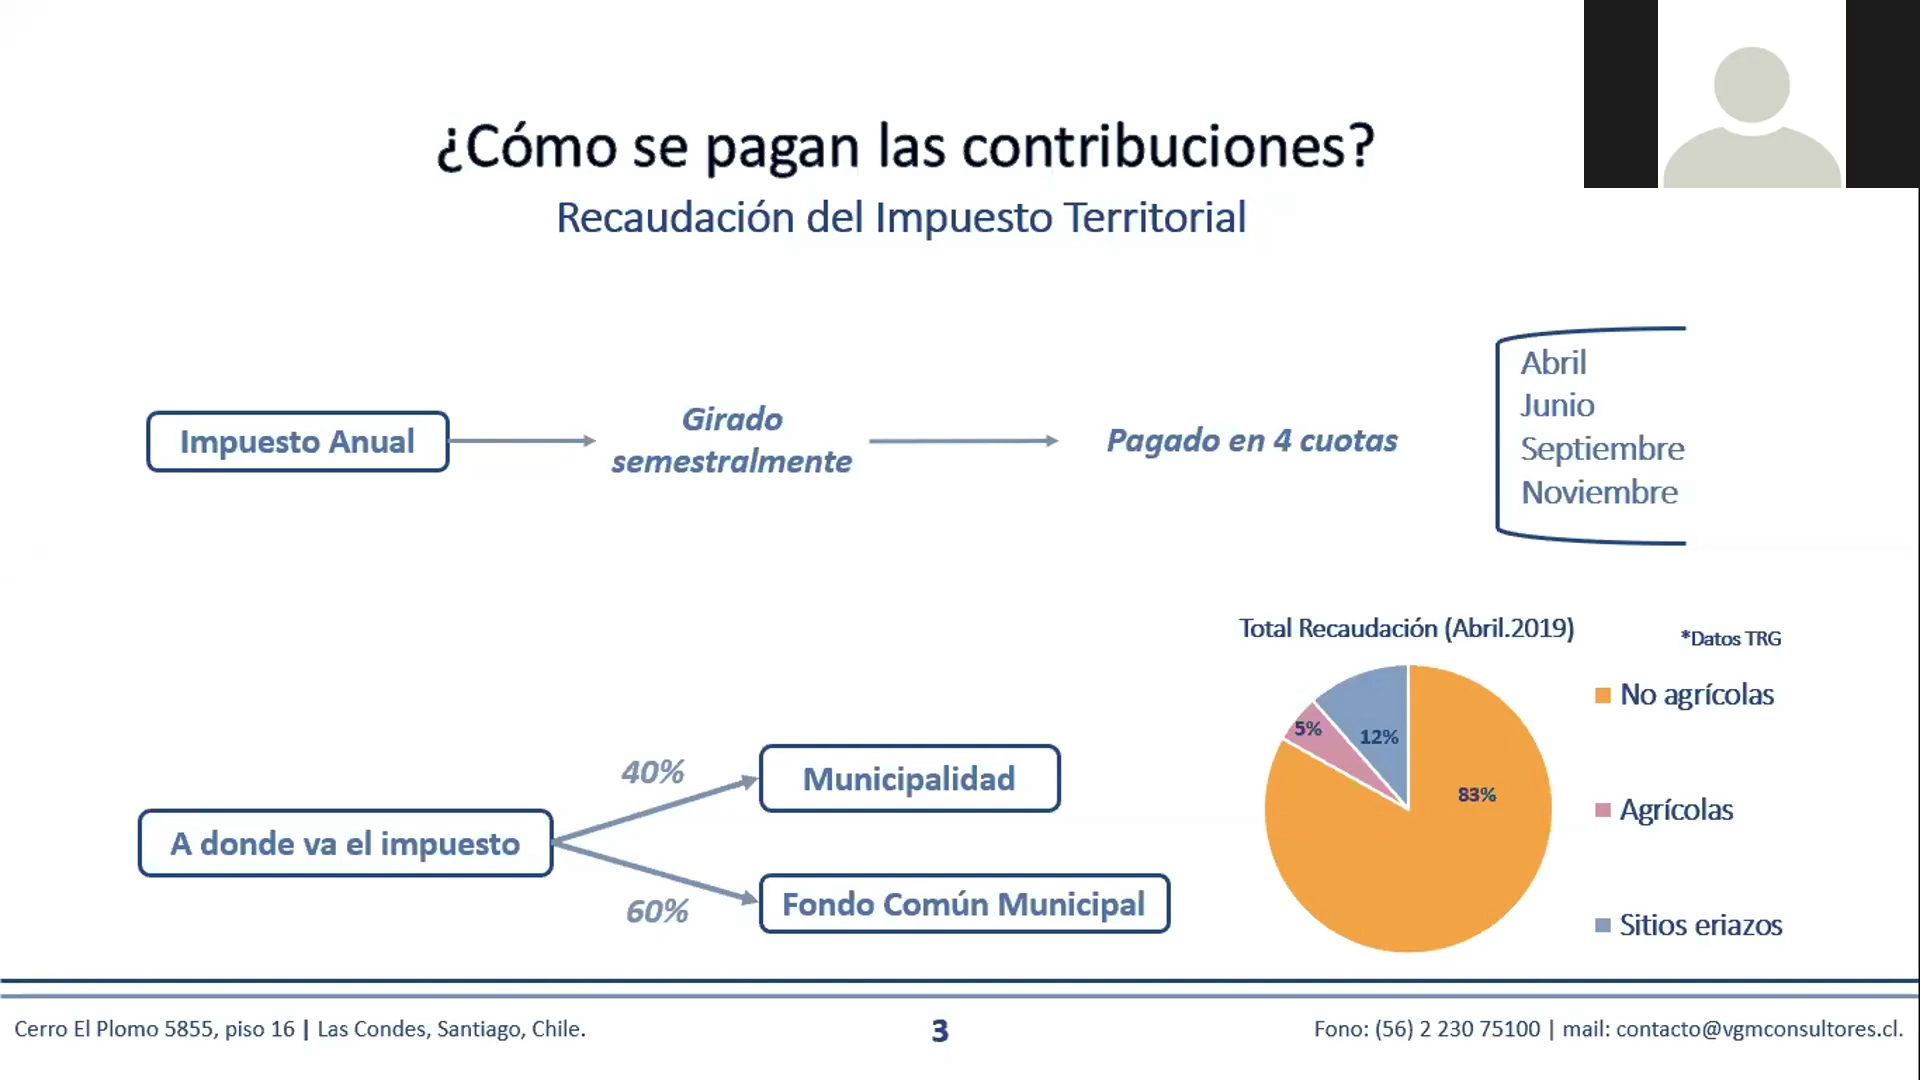 ¿Cómo se pagan las contribuciones?
Recaudación del Impuesto Territorial
Impuesto Anual
Girado
semestralmente
Pagado en 4 cuotas
Abril
Junio
Septiembre
Noviembre
A donde va el impuesto
40%
Municipalidad
60%
Fondo Común Municipal
Total Recaudación (Abril.2019)
*Datos TRG
5%
12%
83%
No agrícolas
Agrícolas
Sitios eriazos
Cerro El Plomo 5855, piso 16 | Las Condes, Santiago, Chile.
3
Fono: (56) 2 230 75100 | mail: contacto@vgmconsultores.cl.